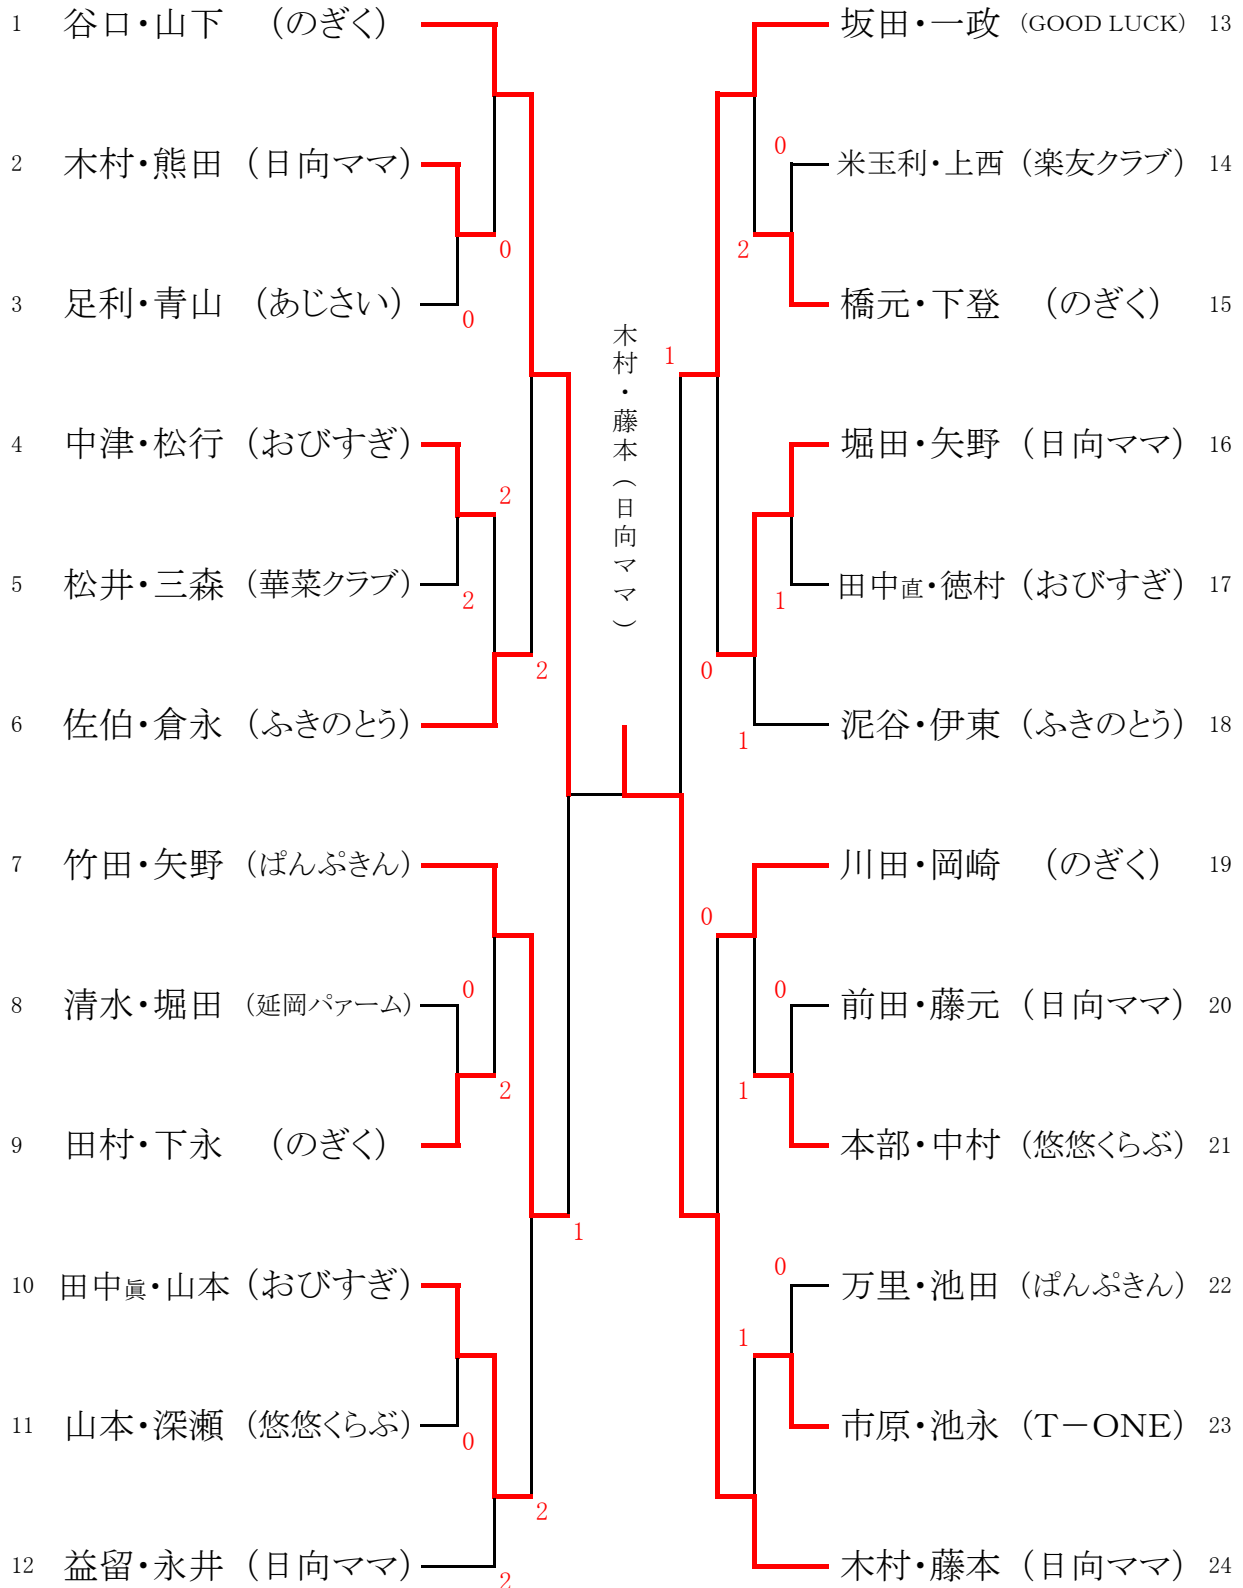 1 谷口・山下 （のぎく）
2 木村・熊田 （日向ママ）
0
3 足利・青山 （あじさい）
0
4 中津・松行 （おびすぎ）
2
5 松井・三森 （華菜クラブ）
2
2
6 佐伯・倉永 （ふきのとう）
7 竹田・矢野 （ぱんぷきん）
0
8 清水・堀田 （延岡パァーム）
2
9 田村・下永 （のぎく）
1
10 田中眞・山本 （おびすぎ）
11 山本・深瀬 （悠悠くらぶ）
0
2
12 益留・永井 （日向ママ）
2
木村・藤本（日向ママ）
坂田・一政 （GOOD LUCK） 13
0
米玉利・上西 （楽友クラブ） 14
2
橋元・下登 （のぎく） 15
1
堀田・矢野 （日向ママ） 16
田中直・徳村 （おびすぎ） 17
1
0
泥谷・伊東 （ふきのとう） 18
1
川田・岡崎 （のぎく） 19
0
0
前田・藤元 （日向ママ） 20
1
本部・中村 （悠悠くらぶ） 21
0
万里・池田 （ぱんぷきん） 22
1
市原・池永 （T－ONE） 23
木村・藤本 （日向ママ） 24